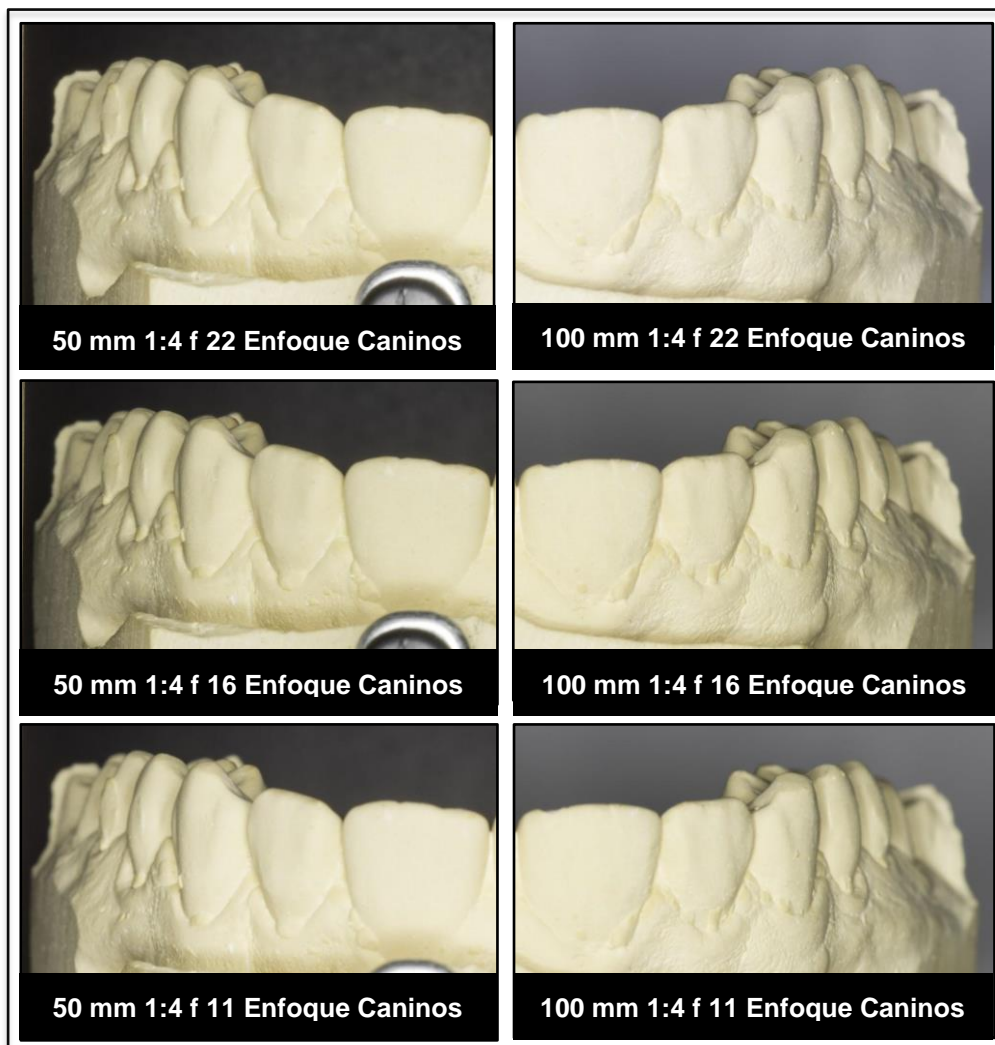 50 mm 1:4 f 22 Enfoque Caninos
100 mm 1:4 f 22 Enfoque Caninos
50 mm 1:4 f 16 Enfoque Caninos
100 mm 1:4 f 16 Enfoque Caninos
50 mm 1:4 f 11 Enfoque Caninos
100 mm 1:4 f 11 Enfoque Caninos